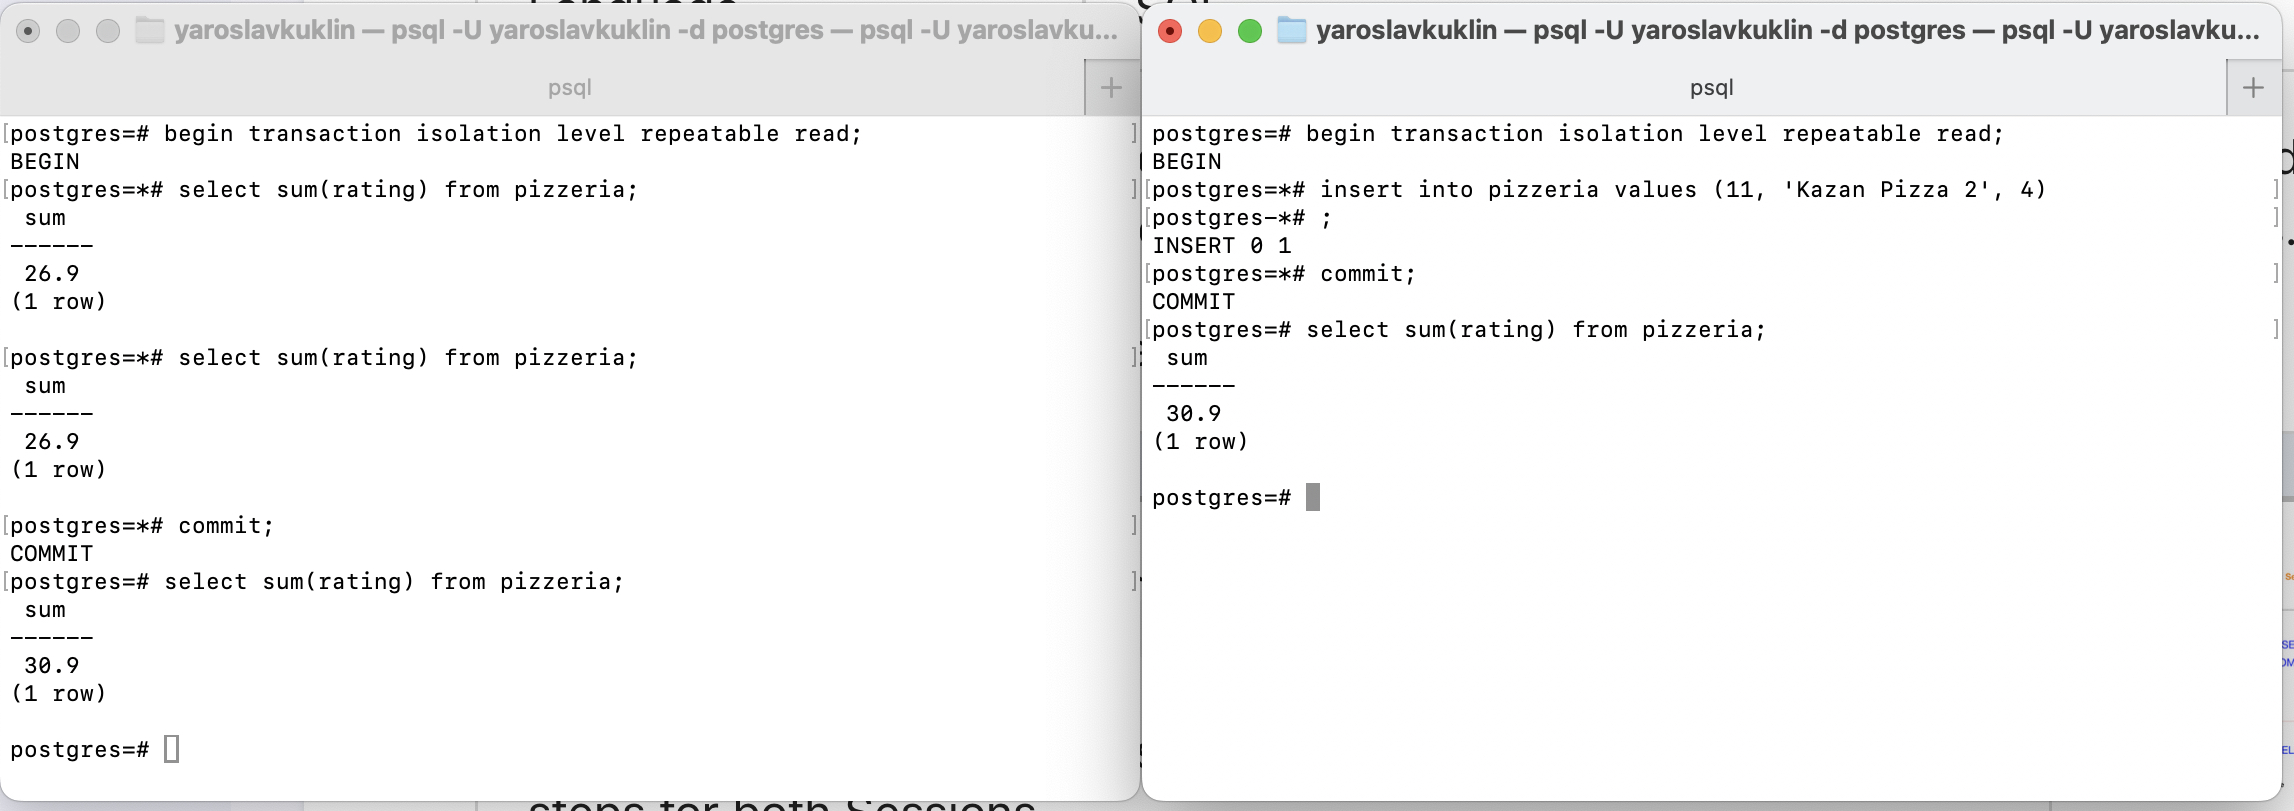 yaroslavkuklin — psql -U yaroslavkuklin -d postgres — psql -U yaroslavku...
psql
+
postgres=# begin transaction isolation level repeatable read;
BEGIN
postgres=*# select sum(rating) from pizzeria;
sum
------
26.9
(1 row)
postgres=*# select sum(rating) from pizzeria;
sum
------
26.9
(1 row)
postgres=*# commit;
COMMIT
postgres=# select sum(rating) from pizzeria;
sum
------
30.9
(1 row)
postgres=#
yaroslavkuklin — psql -U yaroslavkuklin -d postgres — psql -U yaroslavku...
psql
+
postgres=# begin transaction isolation level repeatable read;
BEGIN
postgres=*# insert into pizzeria values (11, 'Kazan Pizza 2', 4)
postgres-*# ;
INSERT 0 1
postgres=*# commit;
COMMIT
postgres=# select sum(rating) from pizzeria;
sum
------
30.9
(1 row)
postgres=#
steps for both Sessions